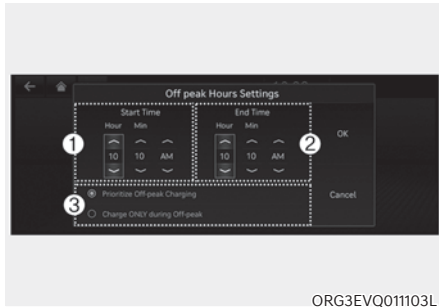 Off peak Hours Settings
Start Time
End Time
Hour Min
Hour Min
1
2
OK
10 10 AM
10 10 AM
Cancel
3
Prioritize Off-peak Charging
Charge ONLY during Off-peak
ORG3EVQ011103L